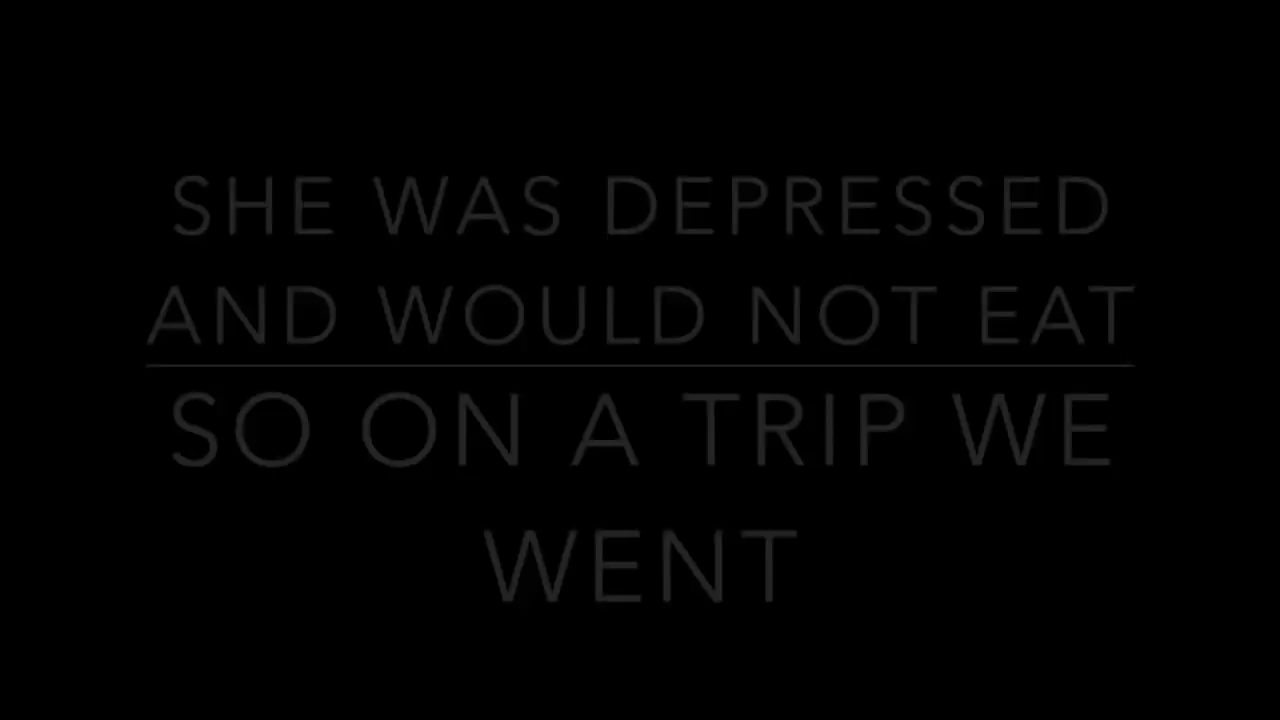 SHE WAS DEPRESSED
AND WOULD NOT EAT
SO ON A TRIP WE
WENT